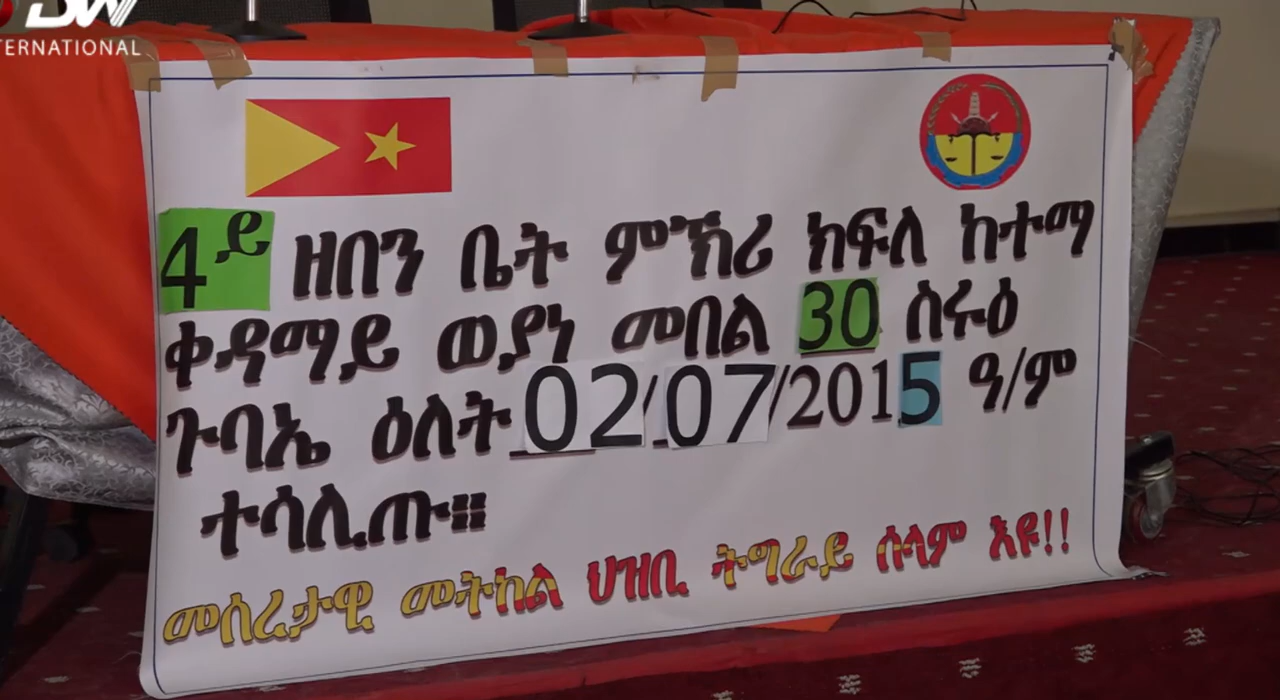 DW
INTERNATIONAL
4ይ ዘበን ቤት ምኽሪ ክፍለ ከተማ
ቀዳማይ ወያነ መበል 30 ስሩዕ
ጉባኤ ዕለት 02/07/2015 ዓ/ም
ተሳሊጡ።
መሰረታዊ መትከል ህዝቢ ትግራይ ሰላም እዩ!!